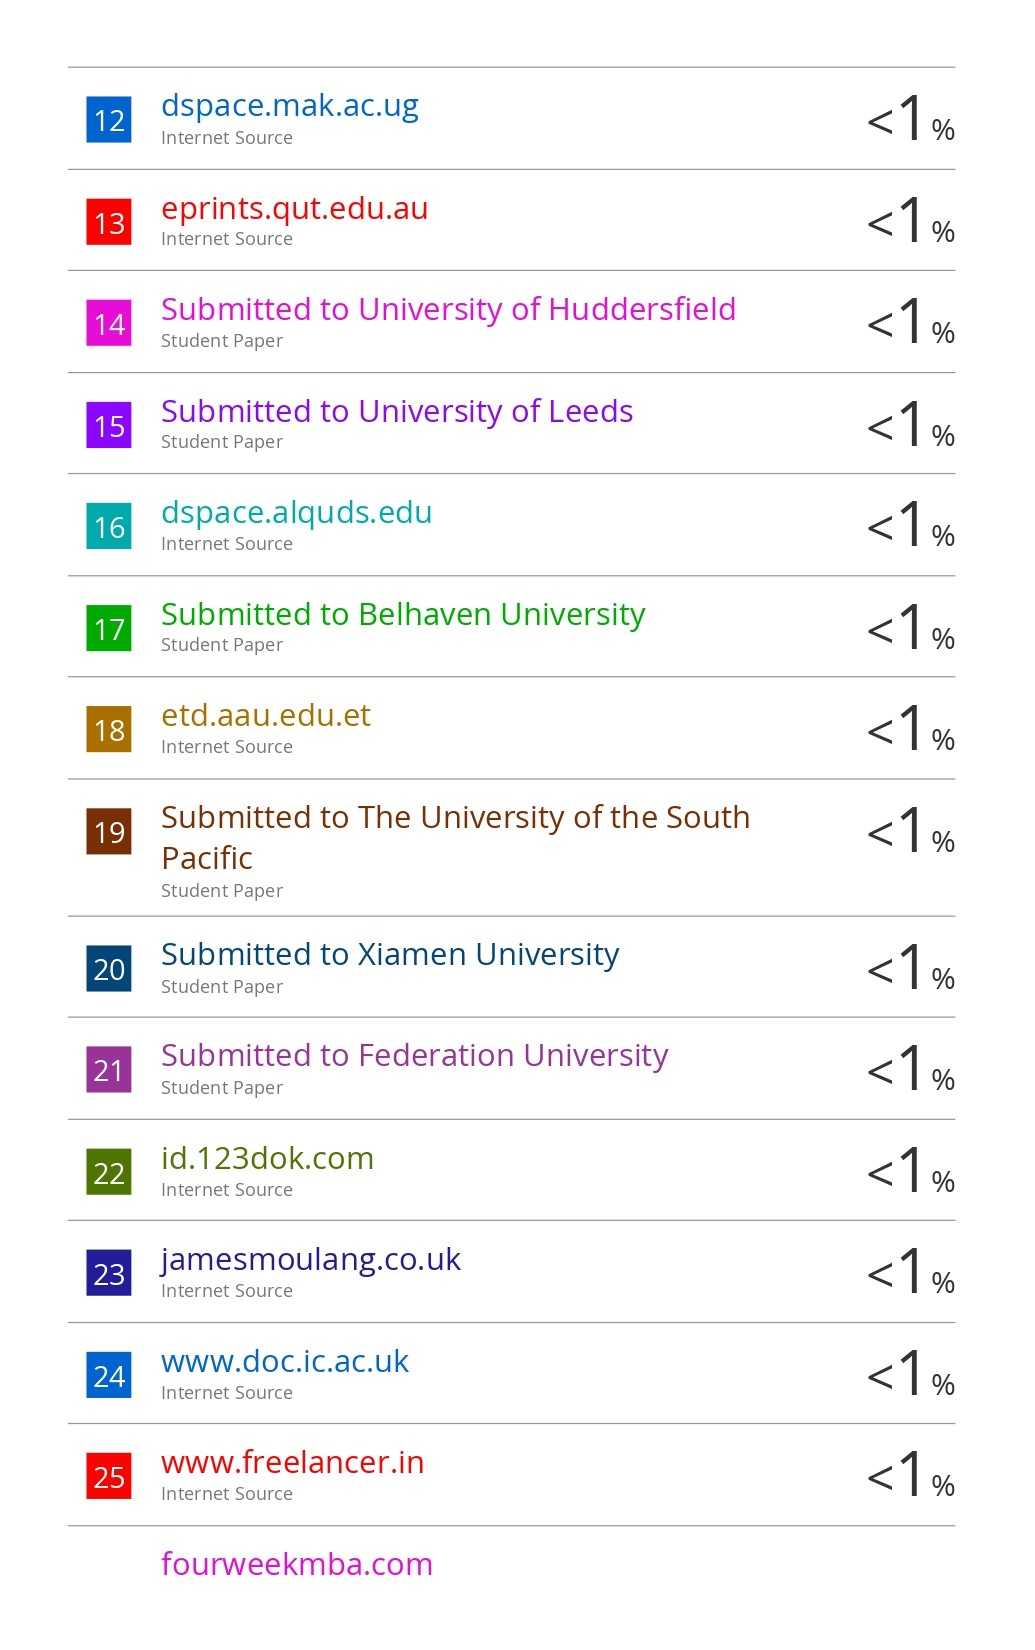 12 dspace.mak.ac.ug <1%
Internet Source
13 eprints.qut.edu.au <1%
Internet Source
14 Submitted to University of Huddersfield <1%
Student Paper
15 Submitted to University of Leeds <1%
Student Paper
16 dspace.alquds.edu <1%
Internet Source
17 Submitted to Belhaven University <1%
Student Paper
18 etd.aau.edu.et <1%
Internet Source
19 Submitted to The University of the South <1%
Pacific
Student Paper
20 Submitted to Xiamen University <1%
Student Paper
21 Submitted to Federation University <1%
Student Paper
22 id.123dok.com <1%
Internet Source
23 jamesmoulang.co.uk <1%
Internet Source
24 www.doc.ic.ac.uk <1%
Internet Source
25 www.freelancer.in <1%
Internet Source
fourweekmba.com